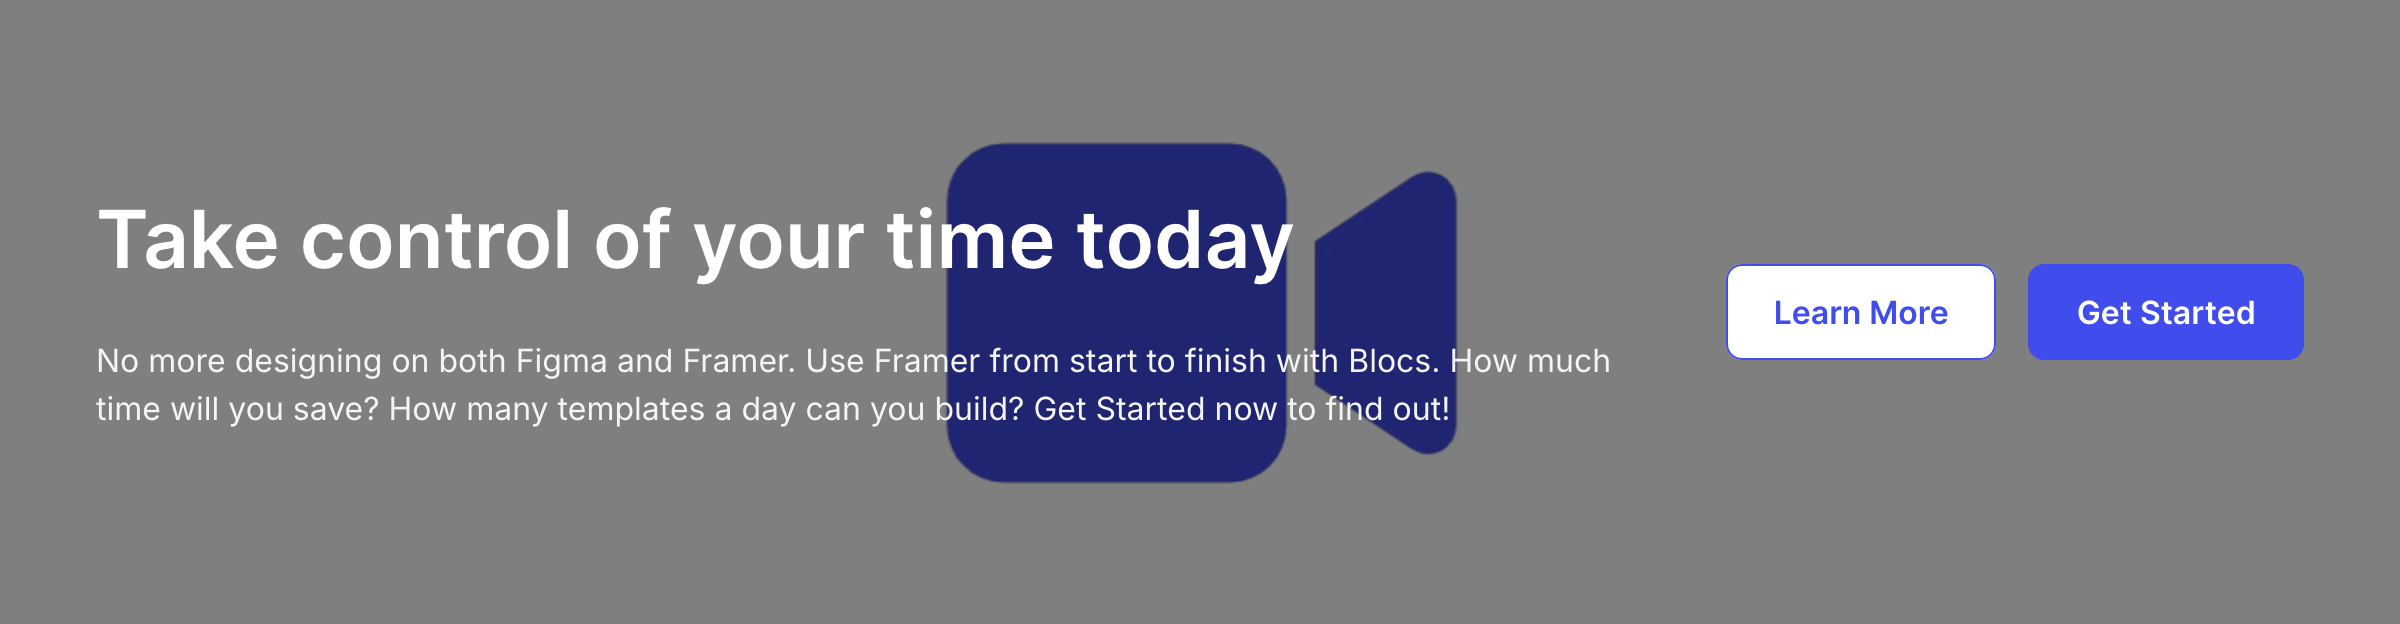 Take control of your time today
No more designing on both Figma and Framer. Use Framer from start to finish with Blocs. How much
time will you save? How many templates a day can you build? Get Started now to find out!
Learn More
Get Started